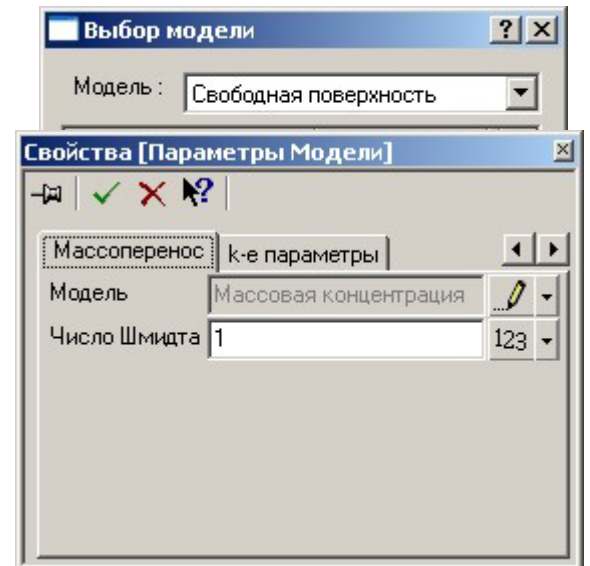 Выбор модели
Модель : Свободная поверхность
Свойства [Параметры Модели]
Массоперенос k-e параметры
Модель Массовая концентрация
Число Шмидта 1 123